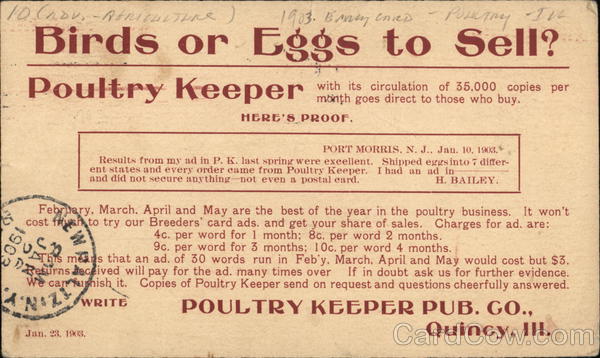 10 (ADV. - AGRICULTURE) 1903 EARLY CARD - POULTRY - Ill
Birds or Eggs to Sell?
Poultry Keeper with its circulation of 35,000 copies per
month goes direct to those who buy.
HERE'S PROOF.
PORT MORRIS, N. J., Jan. 10, 1903.
Results from my ad in P. K. last spring were excellent. Shipped eggs into 7 differ-
ent states and every order came from Poultry Keeper. I had an ad in
and did not secure anything—not even a postal card. H. BAILEY.
February, March, April and May are the best of the year in the poultry business. It won't
cost much to try our Breeders' card ads. and get your share of sales. Charges for ad. are:
4c. per word for 1 month; 8c. per word 2 months.
9c. per word for 3 months; 10c. per word 4 months.
This means that an ad. of 30 words run in Feb'y. March, April and May would cost but $3.
Returns received will pay for the ad. many times over If in doubt ask us for further evidence.
We can furnish it. Copies of Poultry Keeper send on request and questions cheerfully answered.
WRITE POULTRY KEEPER PUB. CO.,
Jan. 23, 1903. Quincy, Ill.
NEW PALTZ N.Y.
JAN
1903
CardCow.com